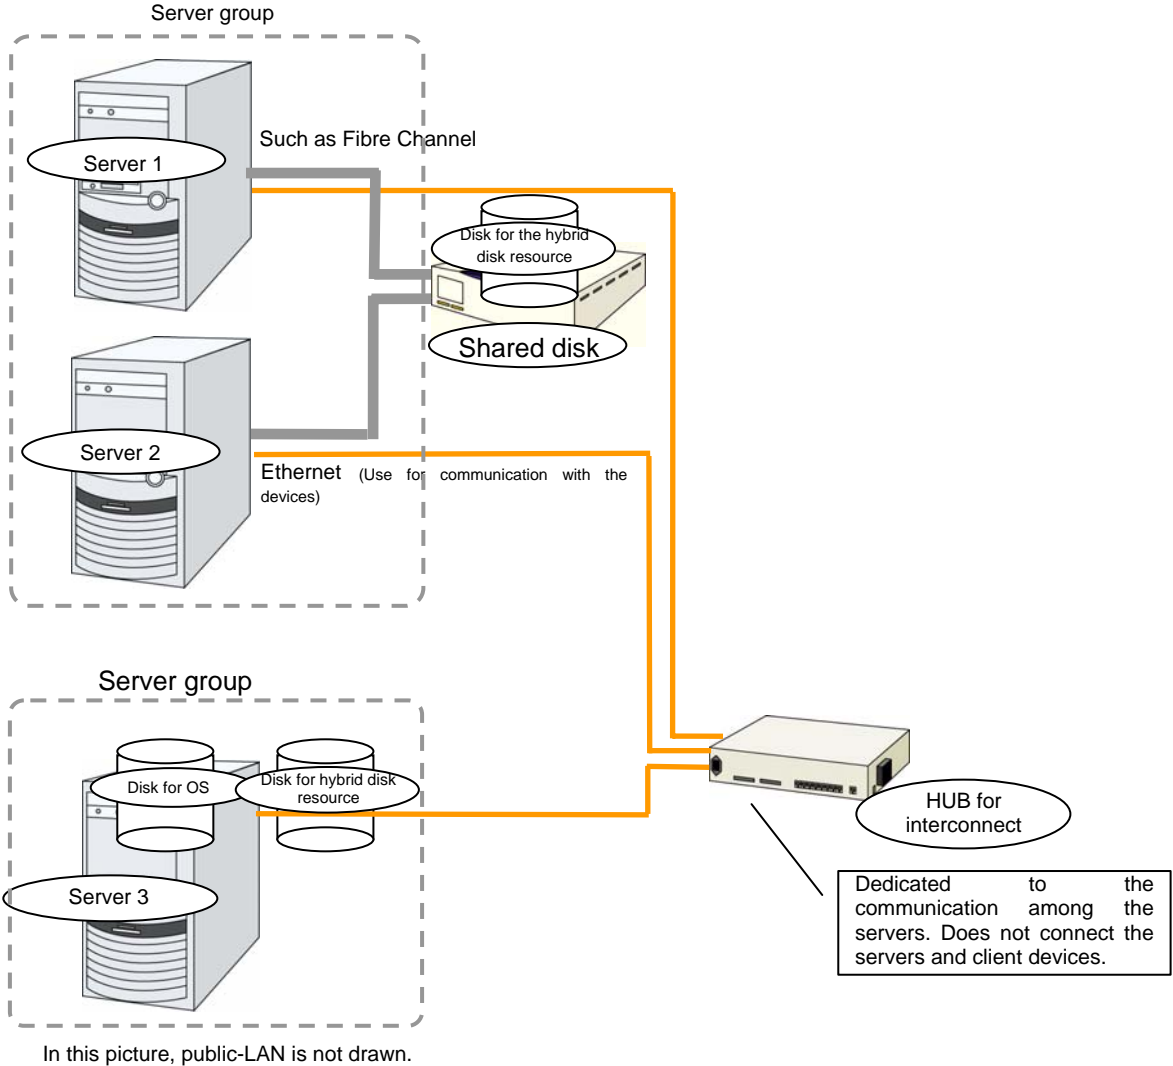 Server group
Such as Fibre Channel
Server 1
Disk for the hybrid
disk resource
Shared disk
Server 2
Ethernet (Use for communication with the
devices)
Server group
Disk for OS
Disk for hybrid disk
resource
HUB for
interconnect
Server 3
Dedicated to the
communication among the
servers. Does not connect the
servers and client devices.
In this picture, public-LAN is not drawn.